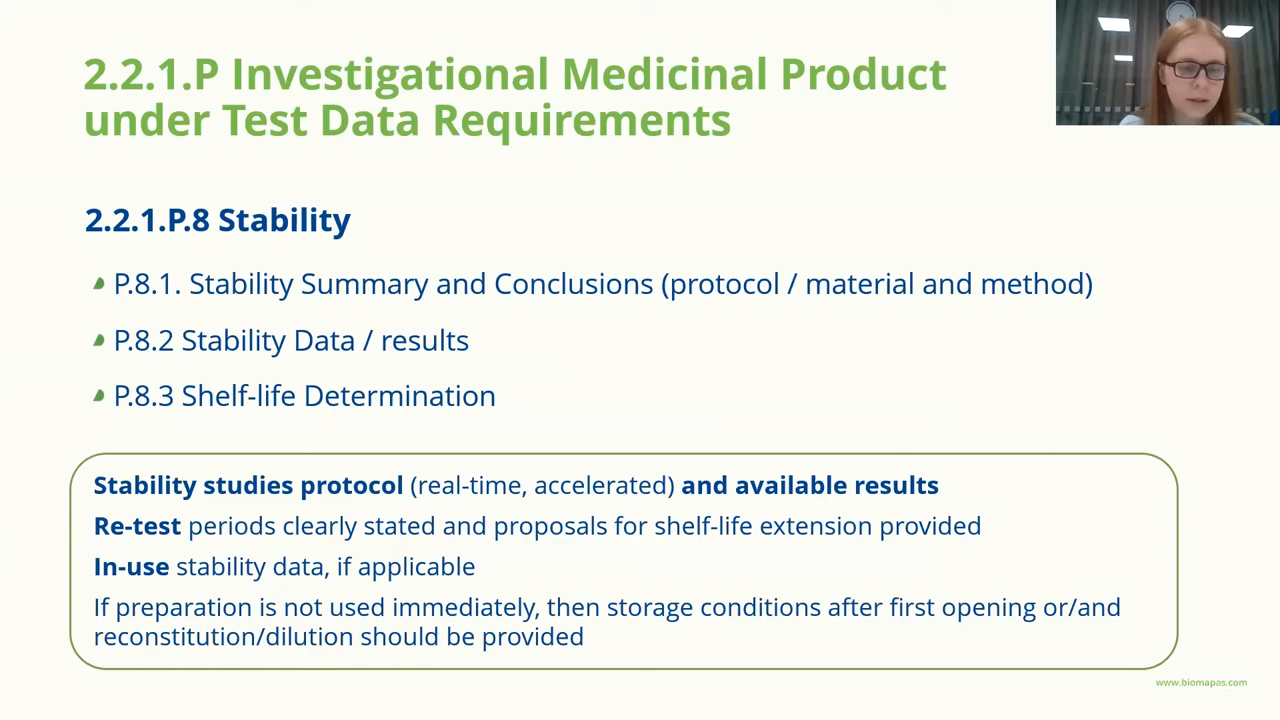 2.2.1.P Investigational Medicinal Product
under Test Data Requirements
2.2.1.P.8 Stability
P.8.1. Stability Summary and Conclusions (protocol / material and method)
P.8.2 Stability Data / results
P.8.3 Shelf-life Determination
Stability studies protocol (real-time, accelerated) and available results
Re-test periods clearly stated and proposals for shelf-life extension provided
In-use stability data, if applicable
If preparation is not used immediately, then storage conditions after first opening or/and
reconstitution/dilution should be provided
www.biomapas.com